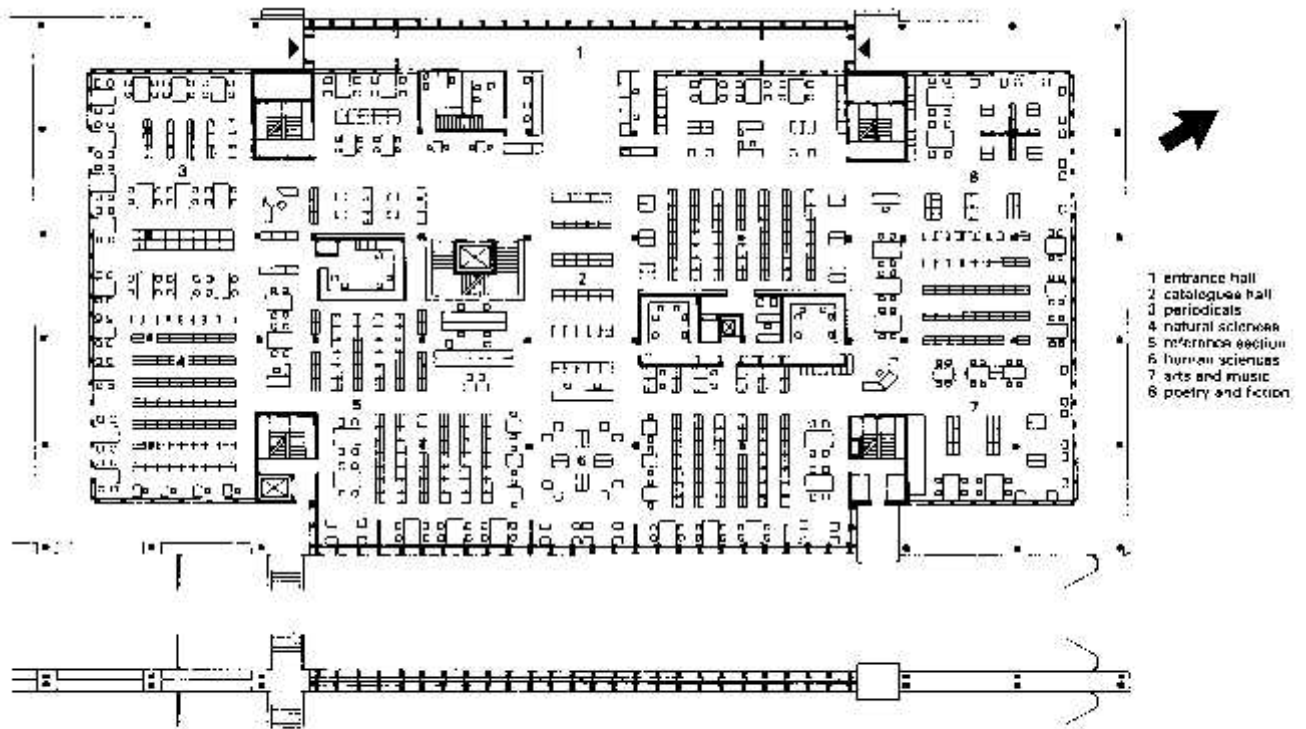 1
3
8
2
4
5
7
6
1 entrance hall
2 catalogues hall
3 periodicals
4 natural sciences
5 reference section
6 human sciences
7 arts and music
8 poetry and fiction